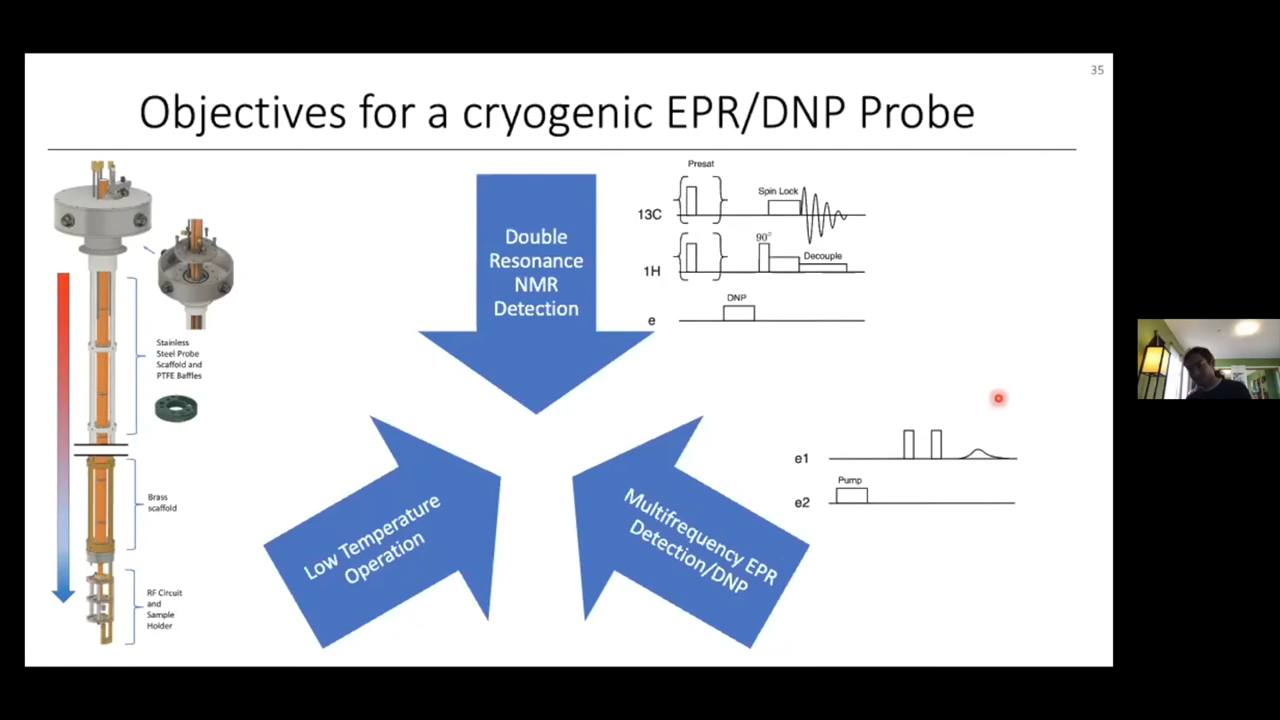 35
Objectives for a cryogenic EPR/DNP Probe
Stainless
Steel Probe
Scaffold and
PTFE Baffles
Brass
scaffold
RF Circuit
and
Sample
Holder
Double
Resonance
NMR
Detection
Low Temperature
Operation
Multifrequency EPR
Detection/DNP
Presat
13C
Spin Lock
90°
1H
Decouple
DNP
e
e1
Pump
e2